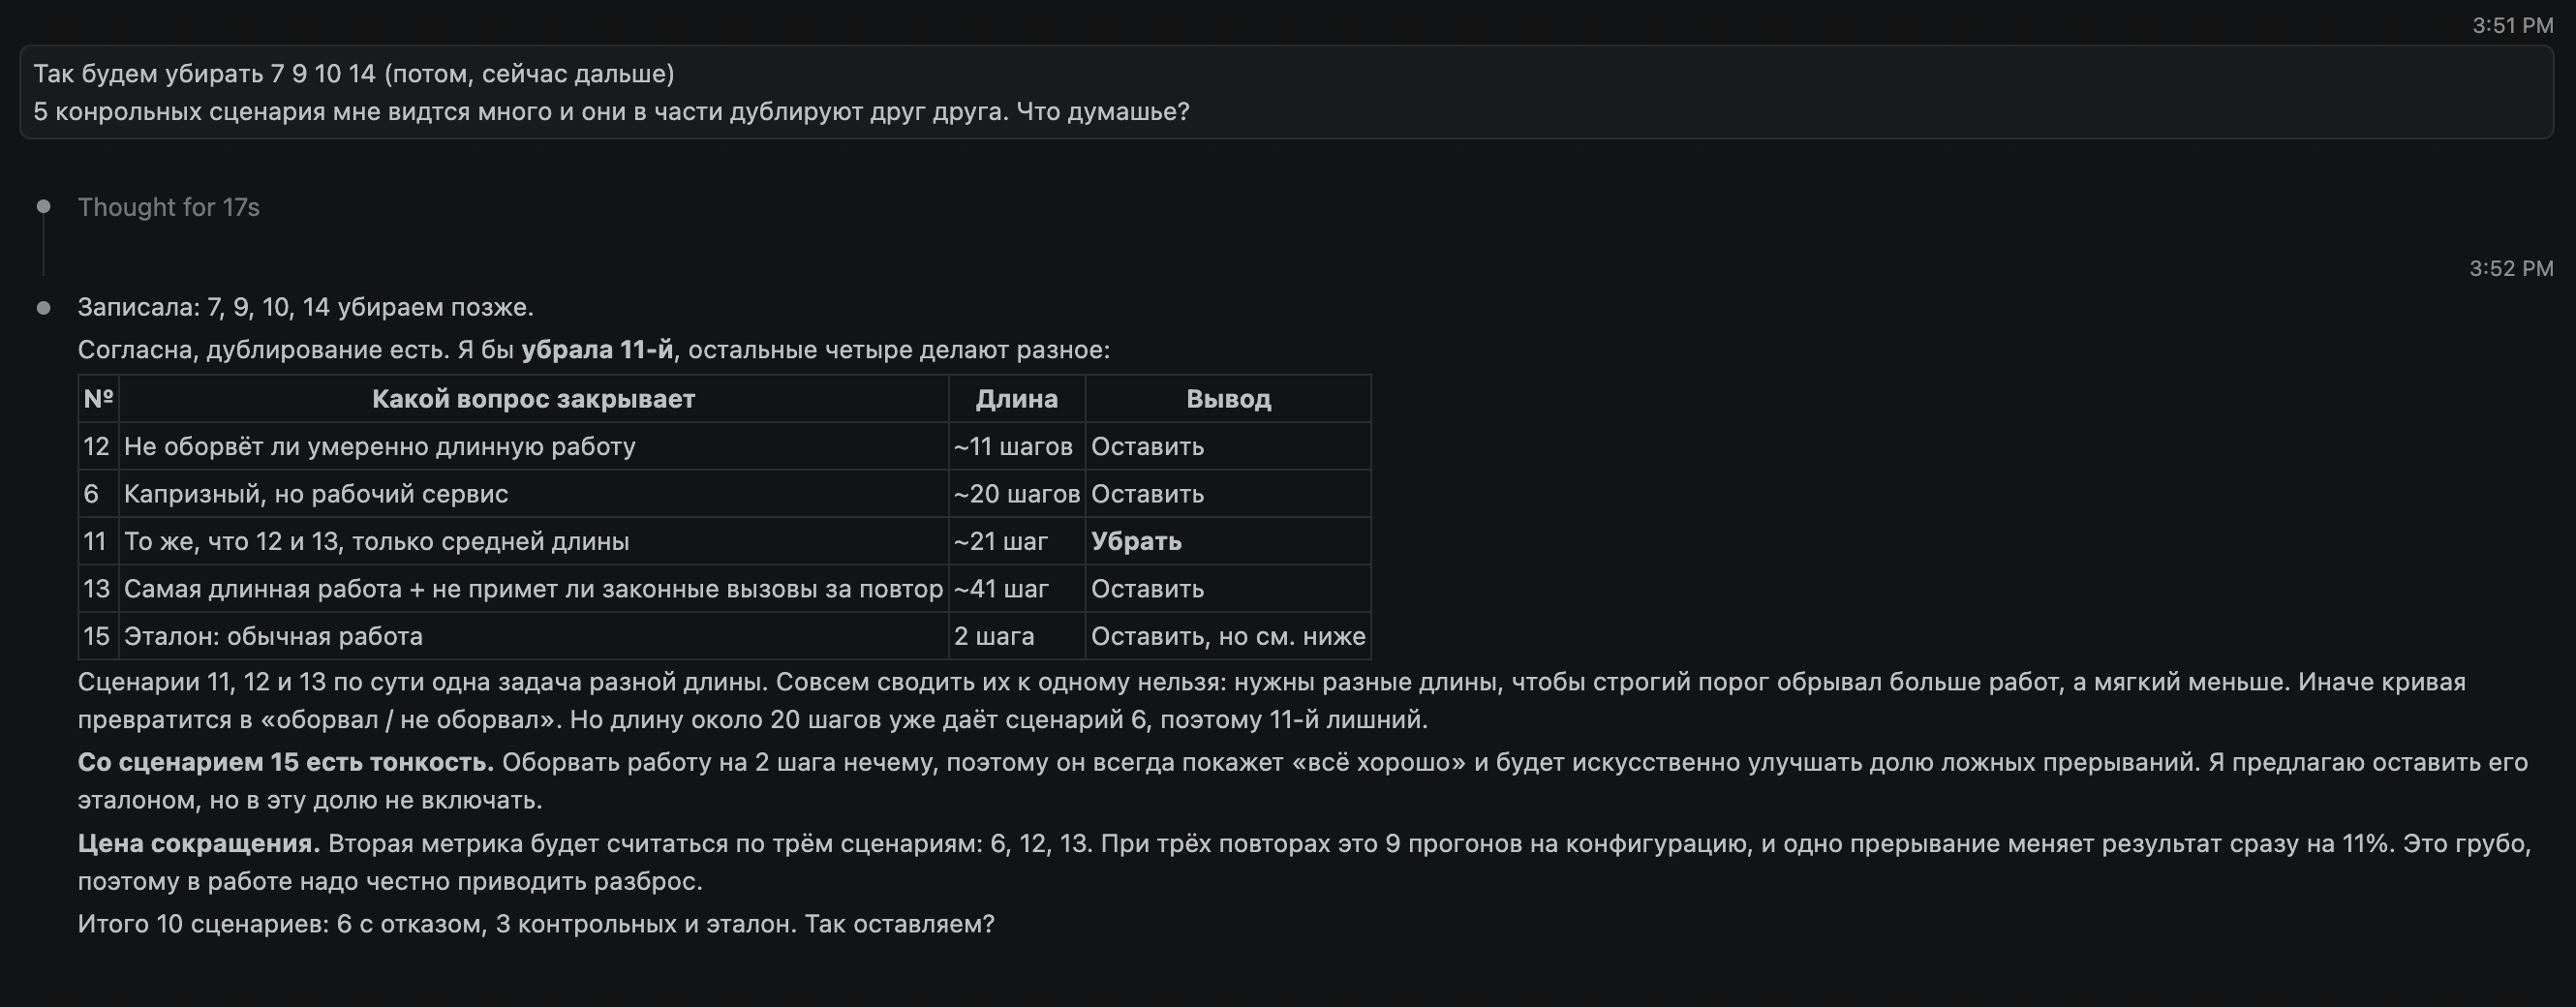 3:51 PM
Так будем убирать 7 9 10 14 (потом, сейчас дальше)
5 конрольных сценария мне видтся много и они в части дублируют друг друга. Что думашье?
Thought for 17s
3:52 PM
Записала: 7, 9, 10, 14 убираем позже.
Согласна, дублирование есть. Я бы убрала 11-й, остальные четыре делают разное:
№ Какой вопрос закрывает Длина Вывод
12 Не оборвёт ли умеренно длинную работу ~11 шагов Оставить
6 Капризный, но рабочий сервис ~20 шагов Оставить
11 То же, что 12 и 13, только средней длины ~21 шаг Убрать
13 Самая длинная работа + не примет ли законные вызовы за повтор ~41 шаг Оставить
15 Эталон: обычная работа 2 шага Оставить, но см. ниже
Сценарии 11, 12 и 13 по сути одна задача разной длины. Совсем сводить их к одному нельзя: нужны разные длины, чтобы строгий порог обрывал больше работ, а мягкий меньше. Иначе кривая
превратится в «оборвал / не оборвал». Но длину около 20 шагов уже даёт сценарий 6, поэтому 11-й лишний.
Со сценарием 15 есть тонкость. Оборвать работу на 2 шага нечему, поэтому он всегда покажет «всё хорошо» и будет искусственно улучшать долю ложных прерываний. Я предлагаю оставить его
эталоном, но в эту долю не включать.
Цена сокращения. Вторая метрика будет считаться по трём сценариям: 6, 12, 13. При трёх повторах это 9 прогонов на конфигурацию, и одно прерывание меняет результат сразу на 11%. Это грубо,
поэтому в работе надо честно приводить разброс.
Итого 10 сценариев: 6 с отказом, 3 контрольных и эталон. Так оставляем?